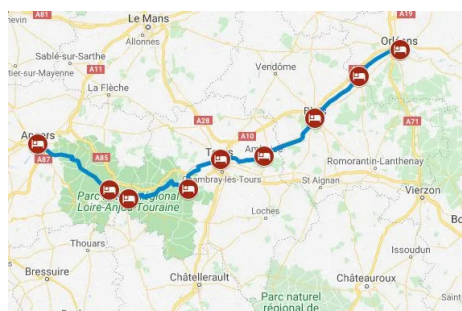 A81
Le Mans
A19
Allonnes
Orléans
Sablé-sur-Sarthe
Vendôme
tier-sur-Mayenne
A11
La Flèche
A28
A71
Angers
A10
A87
A85
Tours
Romorantin-Lanthenay
Chambray-lès-Tours
St Aignan
Vierzon
Parc naturel régional
Loire-Anjou-Touraine
Loches
Thouars
Issoudun
Bressuire
Châtellerault
Châteauroux
Parc naturel
régional de
Saint